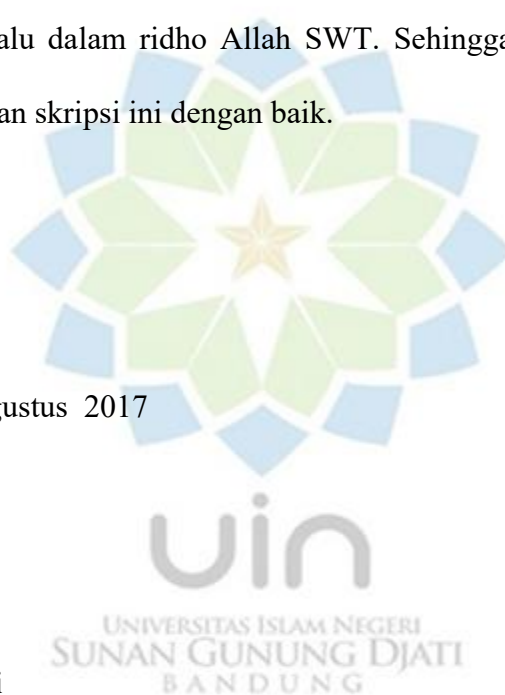 alu dalam ridho Allah SWT. Sehingga
an skripsi ini dengan baik.
gustus 2017
uin
UNIVERSITAS ISLAM NEGERI
SUNAN GUNUNG DJATI
BANDUNG
i